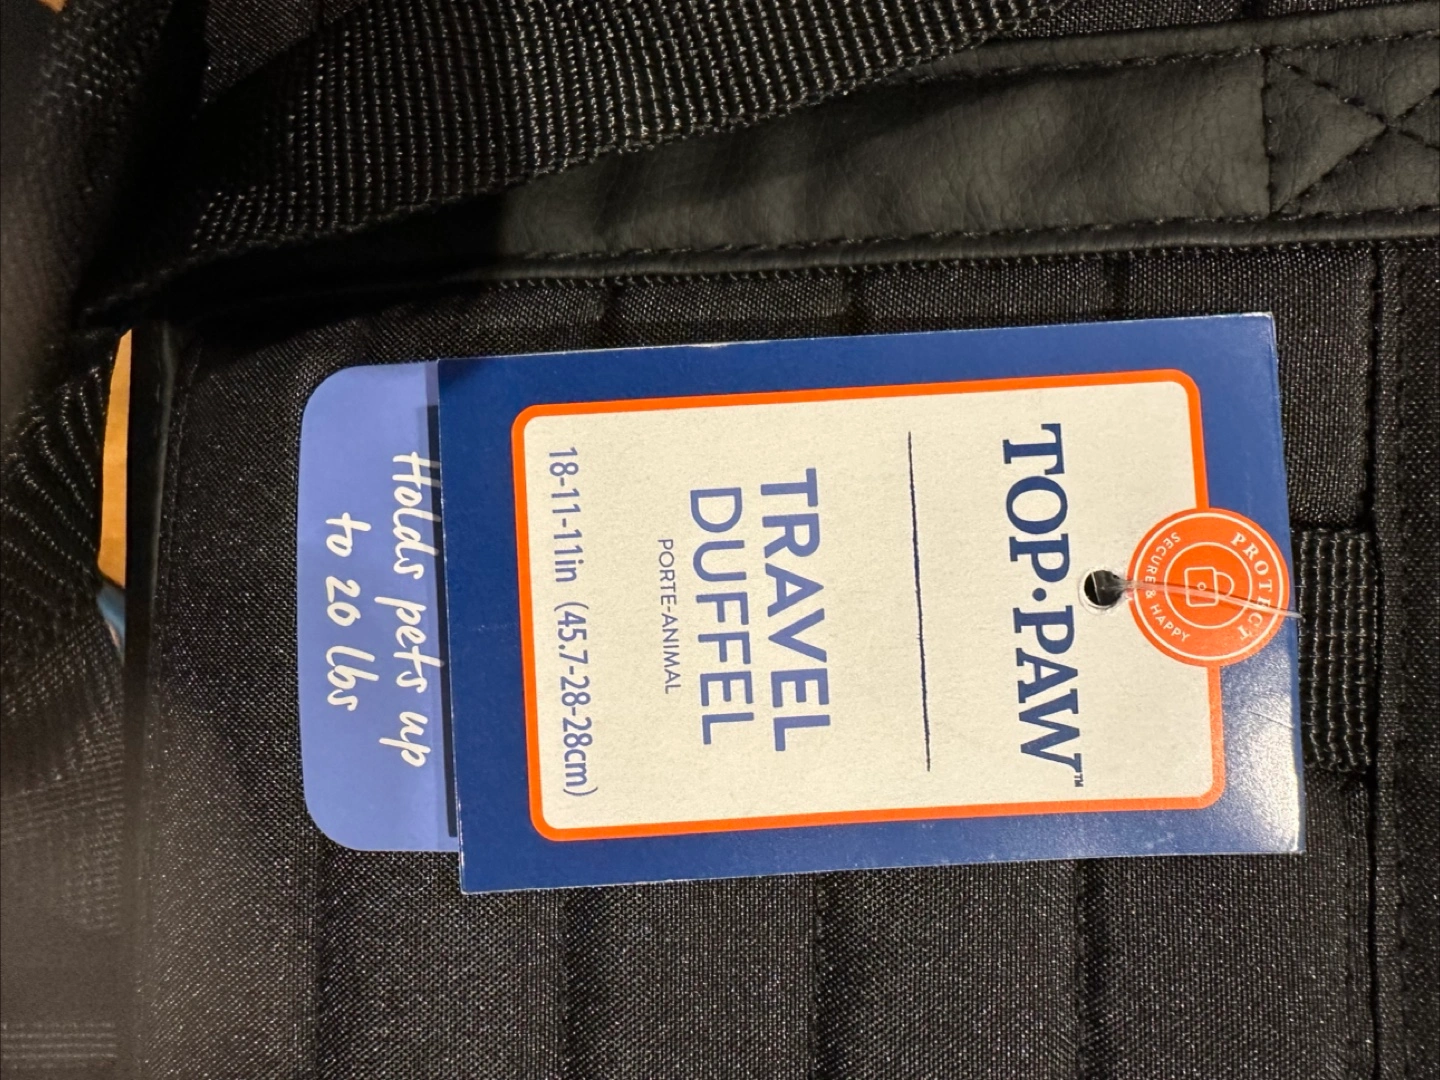 TOP•PAW™
PROTECT
SECURE & HAPPY
TRAVEL
DUFFEL
PORTE-ANIMAL
18-11-11in (45.7-28-28cm)
Holds pets up
to 20 lbs